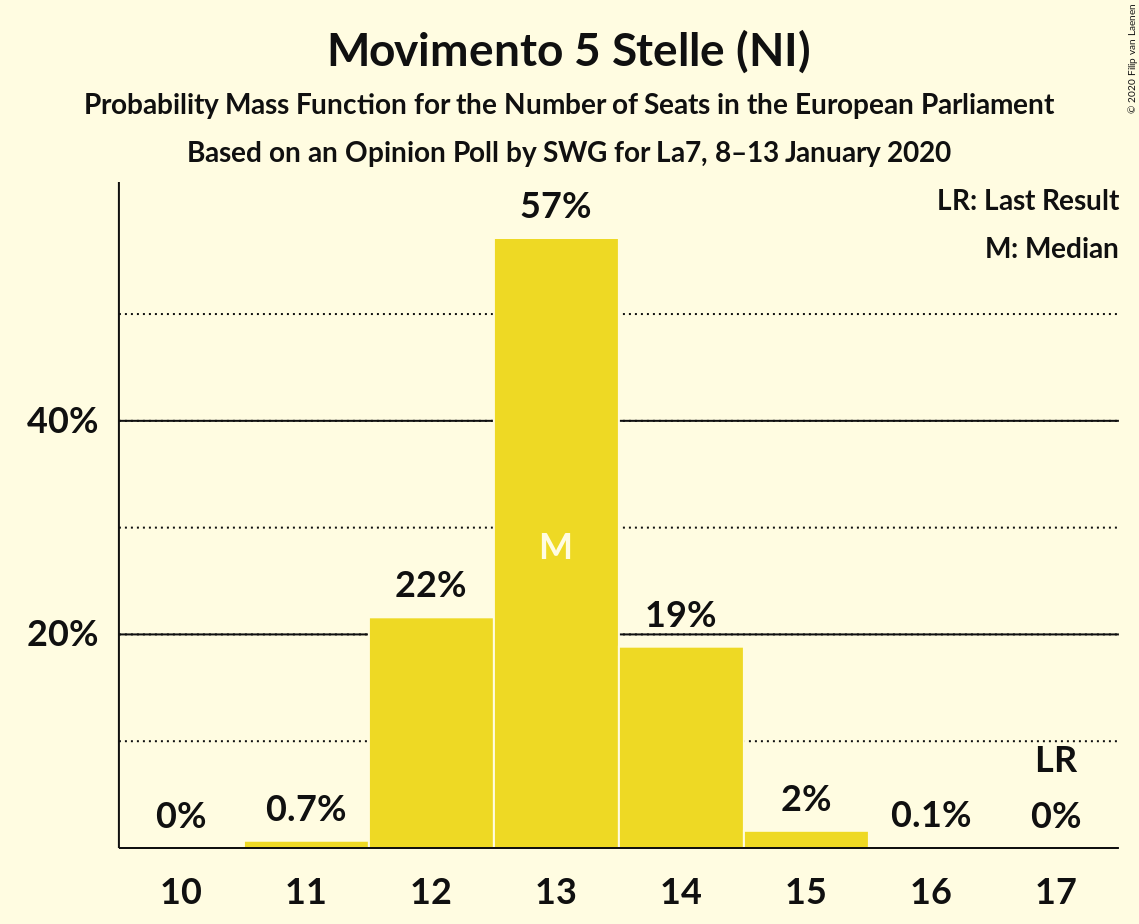 Movimento 5 Stelle (NI)
Probability Mass Function for the Number of Seats in the European Parliament
Based on an Opinion Poll by SWG for La7, 8–13 January 2020
© 2020 Filip van Laenen
LR: Last Result
M: Median
57%
40%
M
22%
19%
20%
LR
0%
0.7%
2%
0.1%
0%
10 11 12 13 14 15 16 17